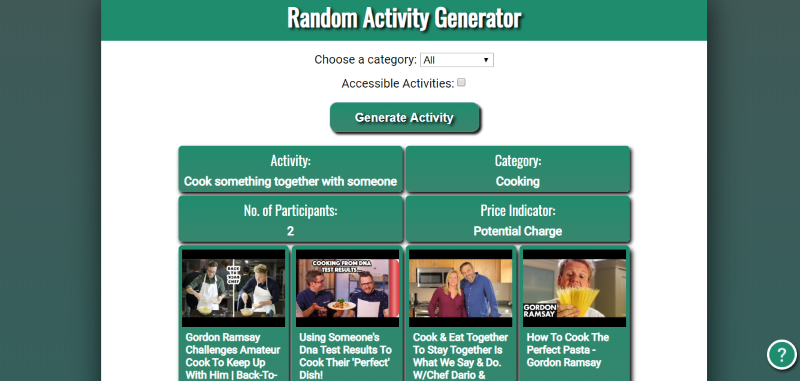 Random Activity Generator
Choose a category: All
Accessible Activities:
Generate Activity
Activity:
Cook something together with someone
Category:
Cooking
No. of Participants:
2
Price Indicator:
Potential Charge
BACK
TO
BACK
CHEF
Gordon Ramsay
Challenges Amateur
Cook To Keep Up
With Him | Back-To-
COOKING FROM DNA
TEST RESULTS...
Using Someone's
Dna Test Results To
Cook Their 'Perfect'
Dish!
Cook & Eat Together
To Stay Together Is
What We Say & Do.
W/Chef Dario &
GORDON
RAMSAY
How To Cook The
Perfect Pasta -
Gordon Ramsay
?